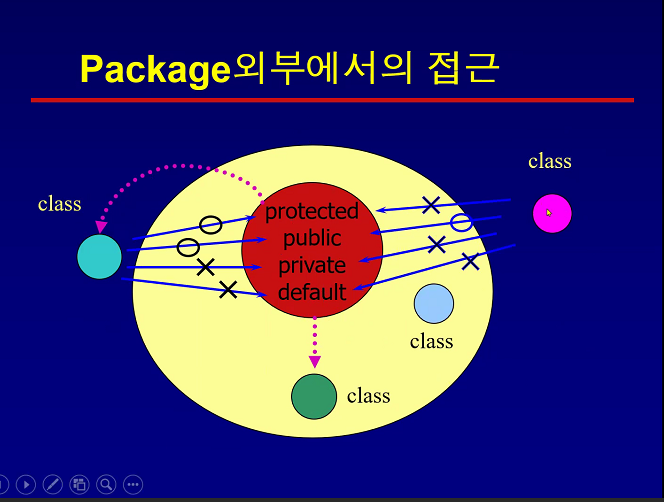 Package외부에서의 접근
class
class
protected
public
private
default
class
class